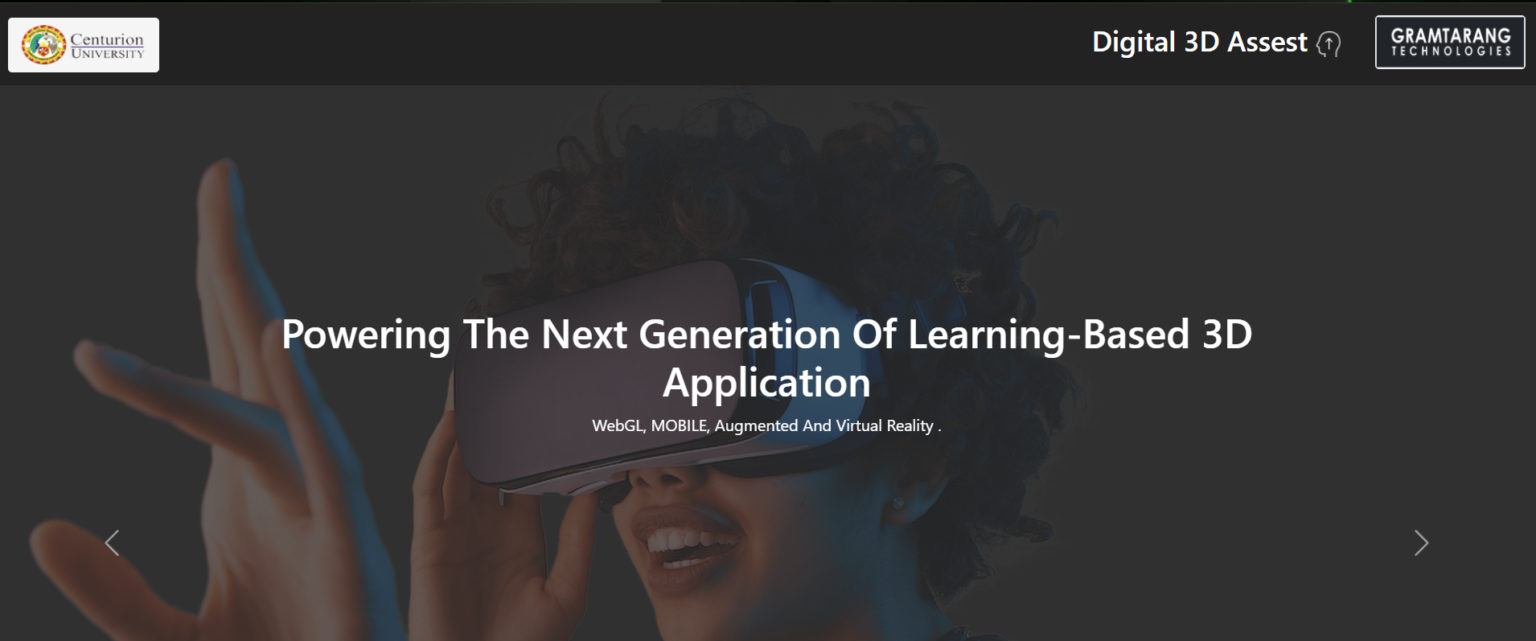 Centurion
UNIVERSITY
Digital 3D Assest
GRAMTARANG
TECHNOLOGIES
Powering The Next Generation Of Learning-Based 3D
Application
WebGL, MOBILE, Augmented And Virtual Reality .